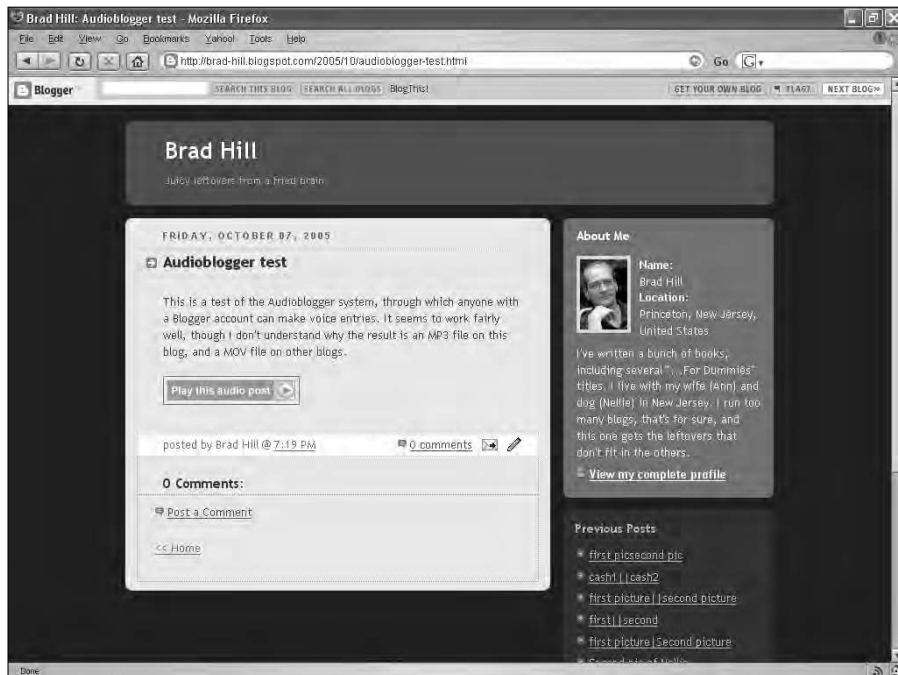 Brad Hill: Audioblogger test - Mozilla Firefox
File Edit View Go Bookmarks Yahoo! Tools Help
http://brad-hill.blogspot.com/2005/10/audioblogger-test.html
Go
G
Blogger
SEARCH THIS BLOG
SEARCH ALL BLOGS
BlogThis!
GET YOUR OWN BLOG
FLAG?
NEXT BLOG»
Brad Hill
Juicy leftovers from a fried brain
FRIDAY, OCTOBER 07, 2005
Audioblogger test
This is a test of the Audioblogger system, through which anyone with
a Blogger account can make voice entries. It seems to work fairly
well, though I don't understand why the result is an MP3 file on this
blog, and a MOV file on other blogs.
Play this audio post
posted by Brad Hill @ 7:19 PM
0 comments
0 Comments:
Post a Comment
<< Home
About Me
Name:
Brad Hill
Location:
Princeton, New Jersey,
United States
I've written a bunch of books,
including several "...For Dummies"
titles. I live with my wife (Ann) and
dog (Nellie) in New Jersey. I run too
many blogs, that's for sure, and
this one gets the leftovers that
don't fit in the others.
View my complete profile
Previous Posts
first picsecond pic
cash1||cash2
first picture||second picture
first||second
first picture|Second picture
Second pic of Nellie
Done